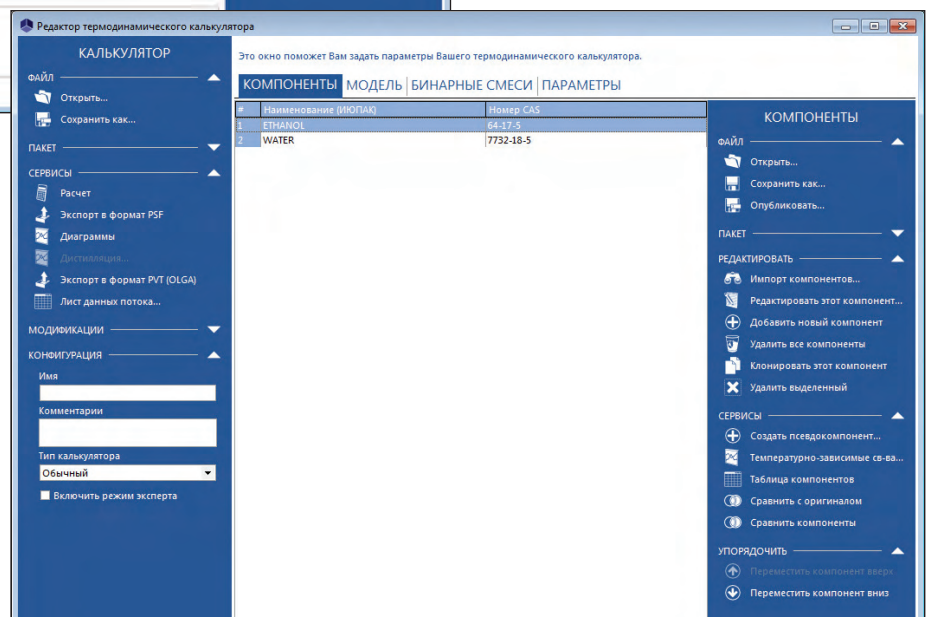 Редактор термодинамического калькулятора
КАЛЬКУЛЯТОР
ФАЙЛ
Открыть...
Сохранить как...
ПАКЕТ
СЕРВИСЫ
Расчет
Экспорт в формат PSF
Диаграммы
Дистилляция...
Экспорт в формат PVT (OLGA)
Лист данных потока...
МОДИФИКАЦИИ
КОНФИГУРАЦИЯ
Имя
Комментарии
Тип калькулятора
Обычный
Включить режим эксперта
Это окно поможет Вам задать параметры Вашего термодинамического калькулятора.
КОМПОНЕНТЫ МОДЕЛЬ БИНАРНЫЕ СМЕСИ ПАРАМЕТРЫ
# Наименование (ИЮПАК) Номер CAS
1 ETHANOL 64-17-5
2 WATER 7732-18-5
КОМПОНЕНТЫ
ФАЙЛ
Открыть...
Сохранить как...
Опубликовать...
ПАКЕТ
РЕДАКТИРОВАТЬ
Импорт компонентов...
Редактировать этот компонент...
Добавить новый компонент
Удалить все компоненты
Клонировать этот компонент
Удалить выделенный
СЕРВИСЫ
Создать псевдокомпонент...
Температурно-зависимые св-ва...
Таблица компонентов
Сравнить с оригиналом
Сравнить компоненты
УПОРЯДОЧИТЬ
Переместить компонент вверх
Переместить компонент вниз